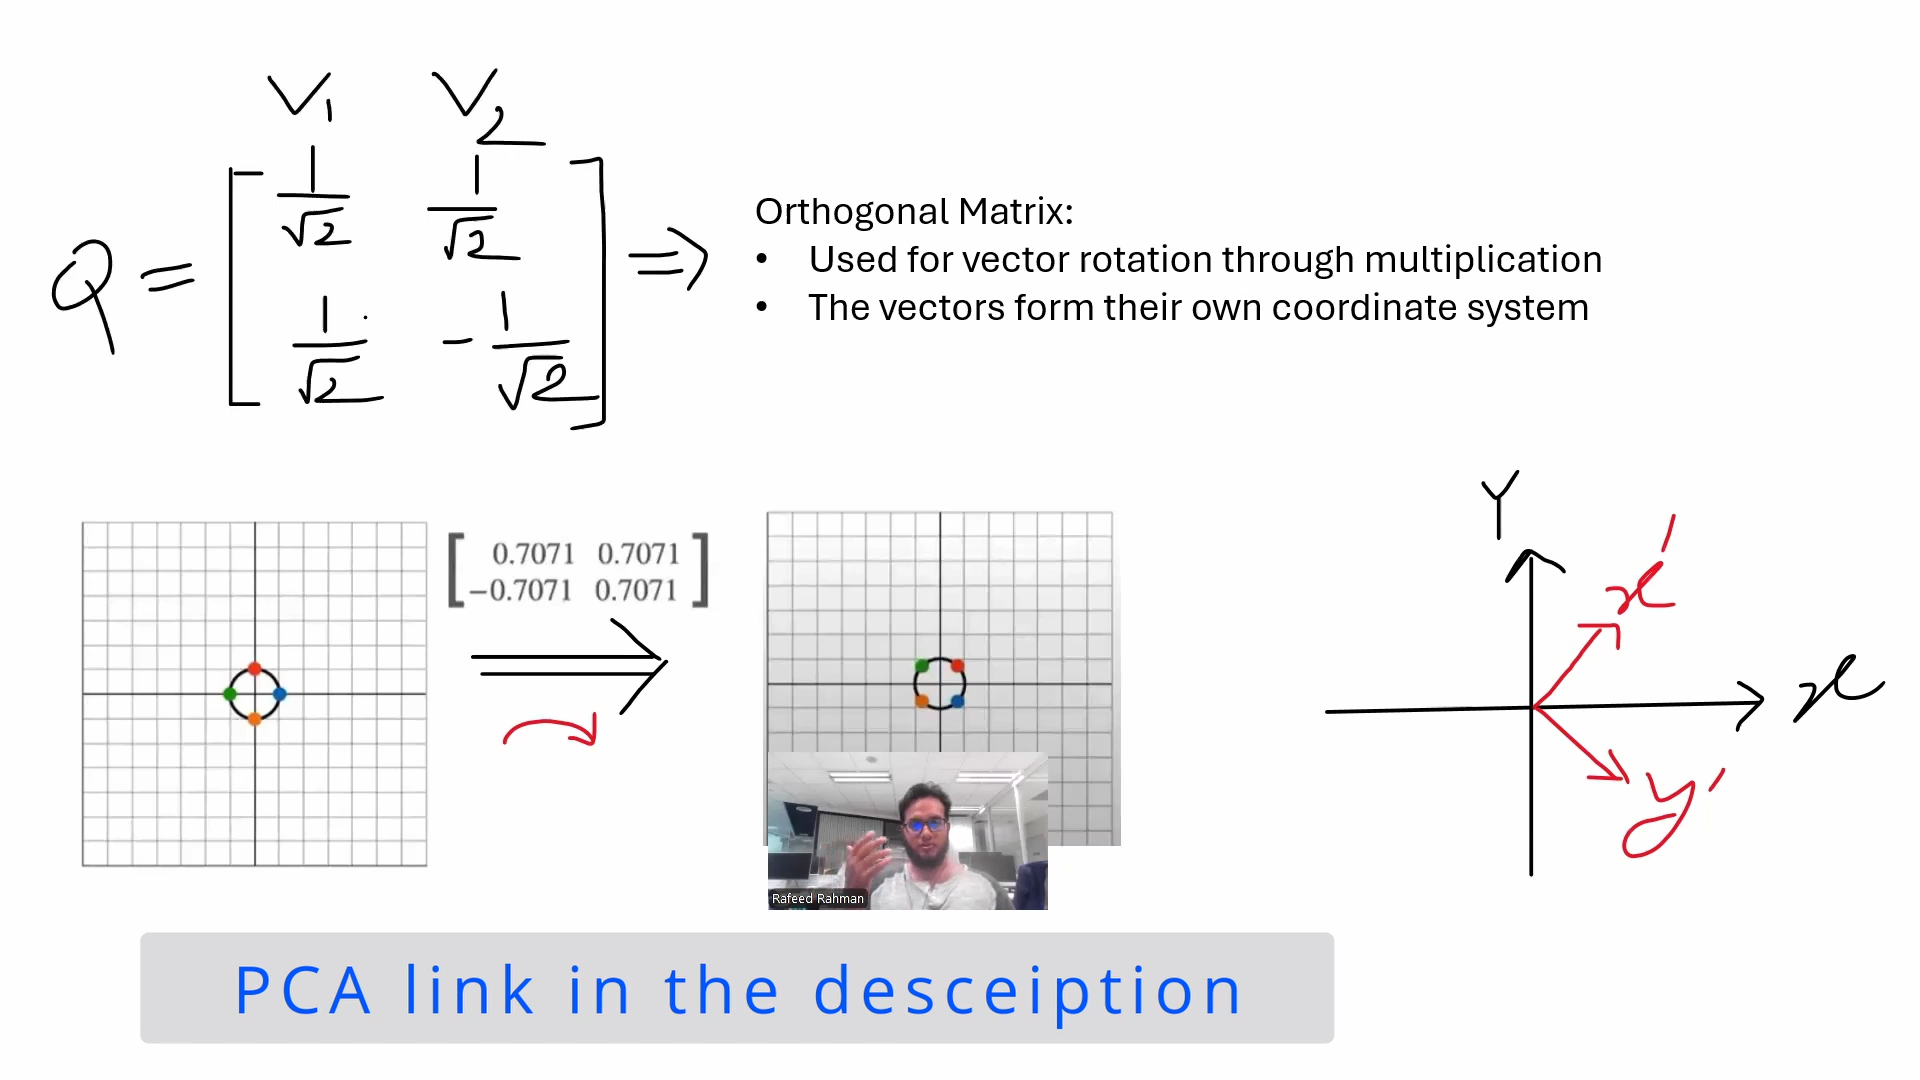 V₁ V₂
Q = [ 1/√2 1/√2
1/√2 -1/√2 ] ⇒
Orthogonal Matrix:
• Used for vector rotation through multiplication
• The vectors form their own coordinate system
[ 0.7071 0.7071
−0.7071 0.7071 ]
Y
x'
x
y'
Rafeed Rahman
PCA link in the desceiption